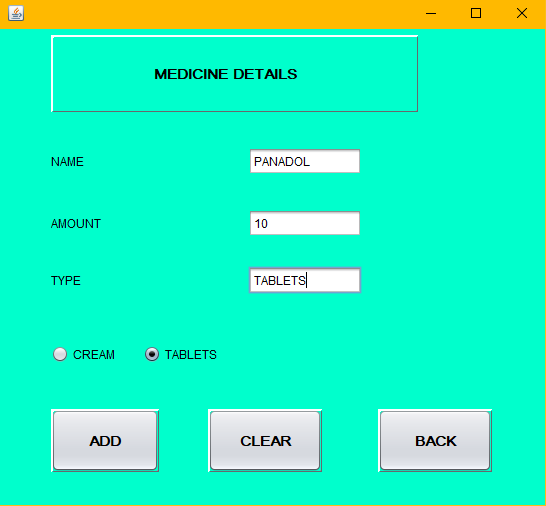 MEDICINE DETAILS
NAME PANADOL
AMOUNT 10
TYPE TABLETS
CREAM TABLETS
ADD CLEAR BACK